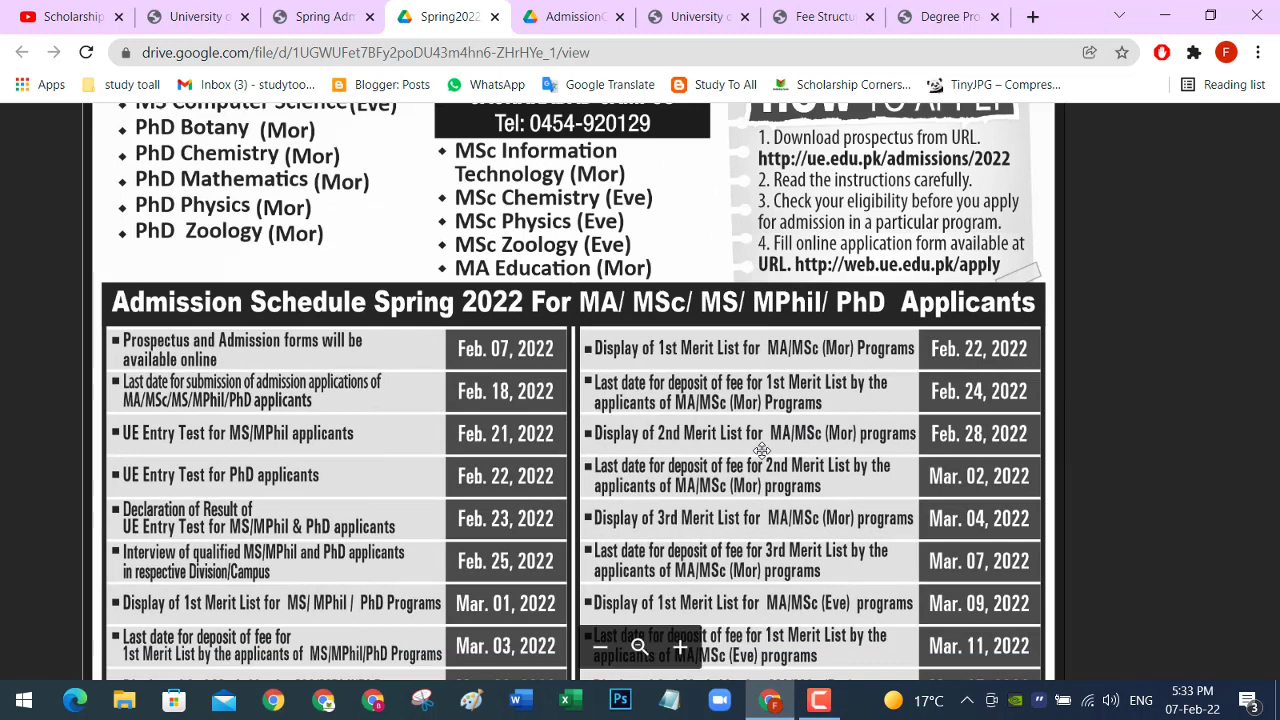 Scholarship
University
Spring Adm
Spring2022
Admission
University
Fee Structu
Degree Pro
drive.google.com/file/d/1UGWUFet7BFy2poDU43m4hn6-ZHrHYe_1/view
F
Apps
study toall
Inbox (3) - studytoo...
Blogger: Posts
WhatsApp
Google Translate
Study To All
Scholarship Corners...
TinyJPG – Compres...
Reading list
MS Computer Science(Eve)
PhD Botany (Mor)
PhD Chemistry (Mor)
PhD Mathematics (Mor)
PhD Physics (Mor)
PhD Zoology (Mor)
Tel: 0454-920129
MSc Information
Technology (Mor)
MSc Chemistry (Eve)
MSc Physics (Eve)
MSc Zoology (Eve)
MA Education (Mor)
HOW TO APPLY
1. Download prospectus from URL.
http://ue.edu.pk/admissions/2022
2. Read the instructions carefully.
3. Check your eligibility before you apply
for admission in a particular program.
4. Fill online application form available at
URL. http://web.ue.edu.pk/apply
Admission Schedule Spring 2022 For MA/ MSc/ MS/ MPhil/ PhD Applicants
Prospectus and Admission forms will be
available online
Feb. 07, 2022
Last date for submission of admission applications of
MA/MSc/MS/MPhil/PhD applicants
Feb. 18, 2022
UE Entry Test for MS/MPhil applicants
Feb. 21, 2022
UE Entry Test for PhD applicants
Feb. 22, 2022
Declaration of Result of
UE Entry Test for MS/MPhil & PhD applicants
Feb. 23, 2022
Interview of qualified MS/MPhil and PhD applicants
in respective Division/Campus
Feb. 25, 2022
Display of 1st Merit List for MS/ MPhil / PhD Programs
Mar. 01, 2022
Last date for deposit of fee for
1st Merit List by the applicants of MS/MPhil/PhD Programs
Mar. 03, 2022
Display of 1st Merit List for MA/MSc (Mor) Programs
Feb. 22, 2022
Last date for deposit of fee for 1st Merit List by the
applicants of MA/MSc (Mor) Programs
Feb. 24, 2022
Display of 2nd Merit List for MA/MSc (Mor) programs
Feb. 28, 2022
Last date for deposit of fee for 2nd Merit List by the
applicants of MA/MSc (Mor) programs
Mar. 02, 2022
Display of 3rd Merit List for MA/MSc (Mor) programs
Mar. 04, 2022
Last date for deposit of fee for 3rd Merit List by the
applicants of MA/MSc (Mor) programs
Mar. 07, 2022
Display of 1st Merit List for MA/MSc (Eve) programs
Mar. 09, 2022
Last date for deposit of fee for 1st Merit List by the
applicants of MA/MSc (Eve) programs
Mar. 11, 2022
17°C
ENG
5:33 PM
07-Feb-22
3